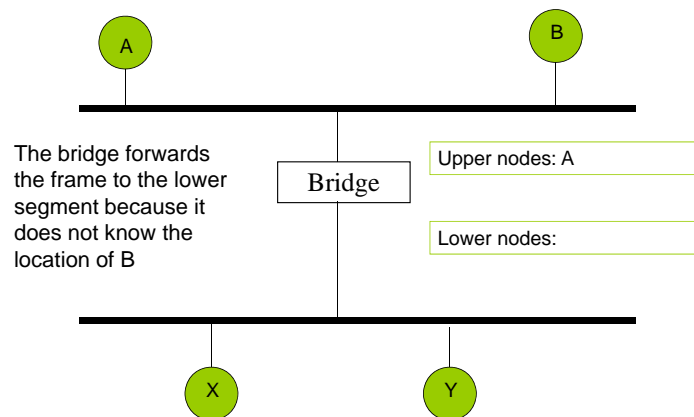 A
B
The bridge forwards
the frame to the lower
segment because it
does not know the
location of B
Bridge
Upper nodes: A
Lower nodes:
X
Y